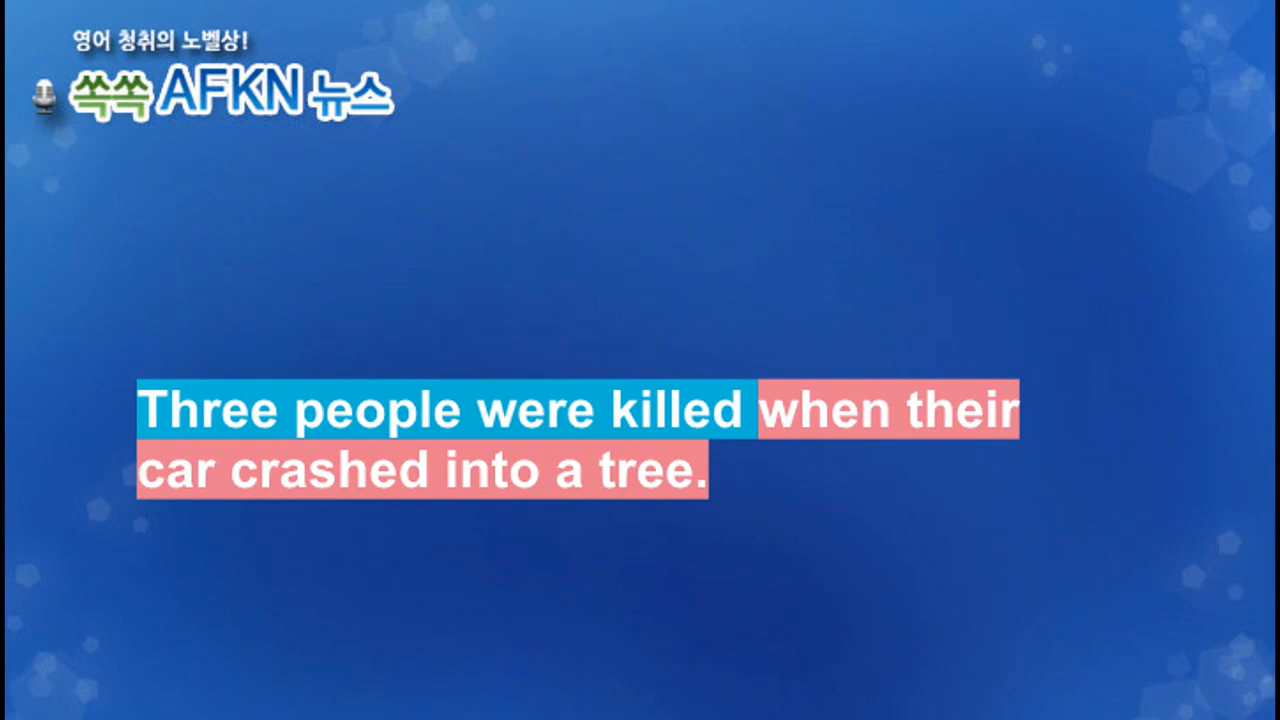 영어 청취의 노벨상!
쏙쏙 AFKN 뉴스
Three people were killed when their
car crashed into a tree.